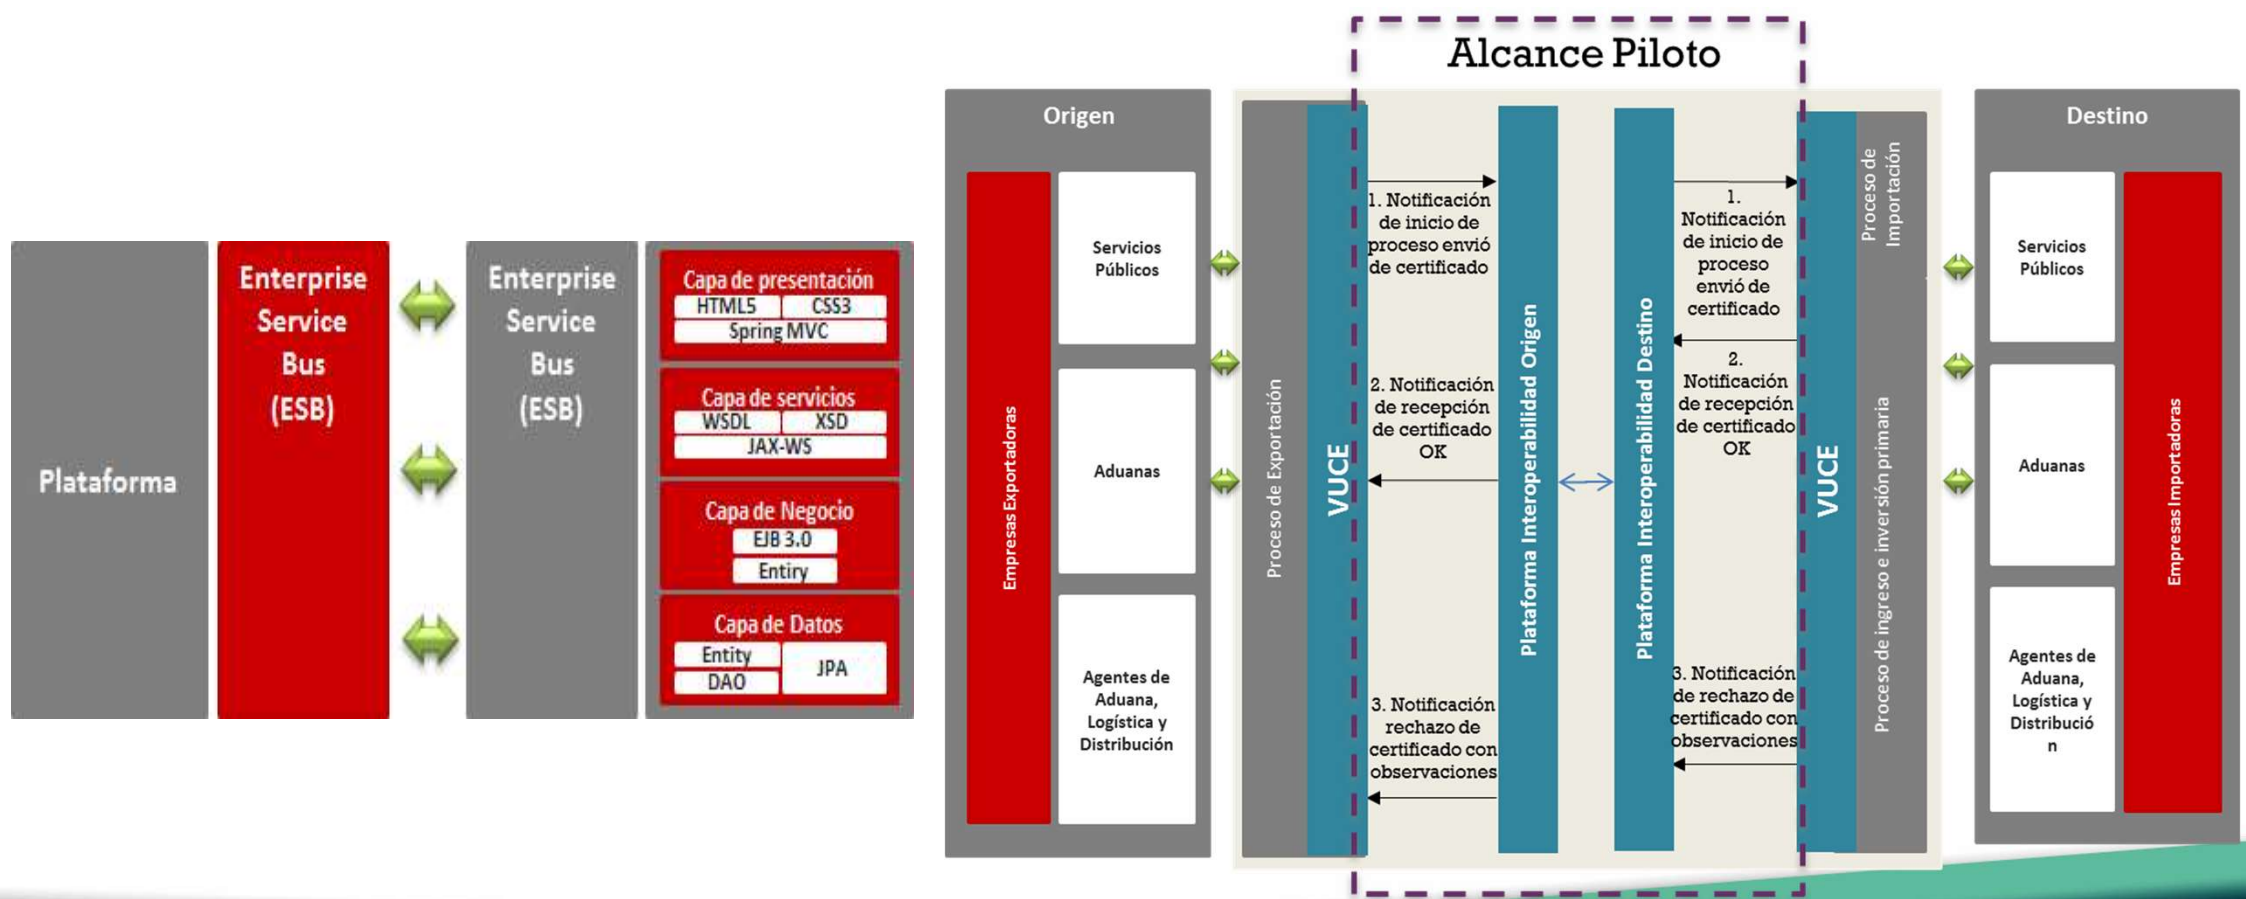 Plataforma
Enterprise
Service
Bus
(ESB)
Enterprise
Service
Bus
(ESB)
Capa de presentación
HTML5
CSS3
Spring MVC
Capa de servicios
WSDL
XSD
JAX-WS
Capa de Negocio
EJB 3.0
Entiry
Capa de Datos
Entity
DAO
JPA
Alcance Piloto
Origen
Empresas Exportadoras
Servicios
Públicos
Aduanas
Agentes de
Aduana,
Logística y
Distribución
Proceso de Exportación
VUCE
1. Notificación
de inicio de
proceso envió
de certificado
2. Notificación
de recepción
de certificado
OK
3. Notificación
rechazo de
certificado con
observaciones
Plataforma Interoperabilidad Origen
Plataforma Interoperabilidad Destino
1.
Notificación
de inicio de
proceso
envió de
certificado
2.
Notificación
de recepción
de certificado
OK
3. Notificación
de rechazo de
certificado con
observaciones
VUCE
Proceso de
Importación
Proceso de ingreso e inversión primaria
Destino
Servicios
Públicos
Aduanas
Agentes de
Aduana,
Logística y
Distribució
n
Empresas Importadoras